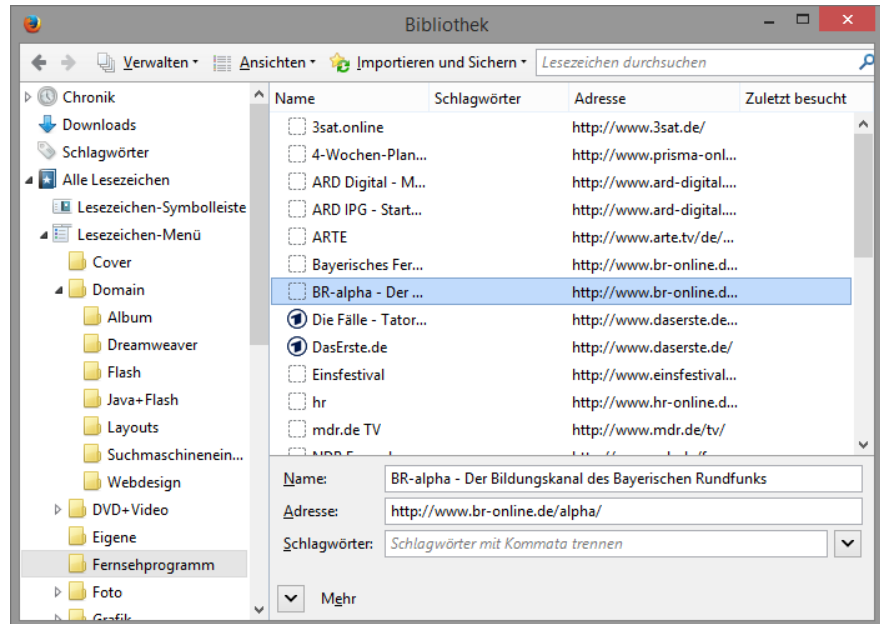 Bibliothek
Verwalten Ansichten Importieren und Sichern Lesezeichen durchsuchen
Chronik
Downloads
Schlagwörter
Alle Lesezeichen
Lesezeichen-Symbolleiste
Lesezeichen-Menü
Cover
Domain
Album
Dreamweaver
Flash
Java+Flash
Layouts
Suchmaschinenein...
Webdesign
DVD+Video
Eigene
Fernsehprogramm
Foto
Grafik
Name Schlagwörter Adresse Zuletzt besucht
3sat.online http://www.3sat.de/
4-Wochen-Plan... http://www.prisma-onl...
ARD Digital - M... http://www.ard-digital....
ARD IPG - Start... http://www.ard-digital....
ARTE http://www.arte.tv/de/...
Bayerisches Fer... http://www.br-online.d...
BR-alpha - Der ... http://www.br-online.d...
Die Fälle - Tator... http://www.daserste.de...
DasErste.de http://www.daserste.de/
Einsfestival http://www.einsfestival...
hr http://www.hr-online.d...
mdr.de TV http://www.mdr.de/tv/
Name: BR-alpha - Der Bildungskanal des Bayerischen Rundfunks
Adresse: http://www.br-online.de/alpha/
Schlagwörter: Schlagwörter mit Kommata trennen
Mehr